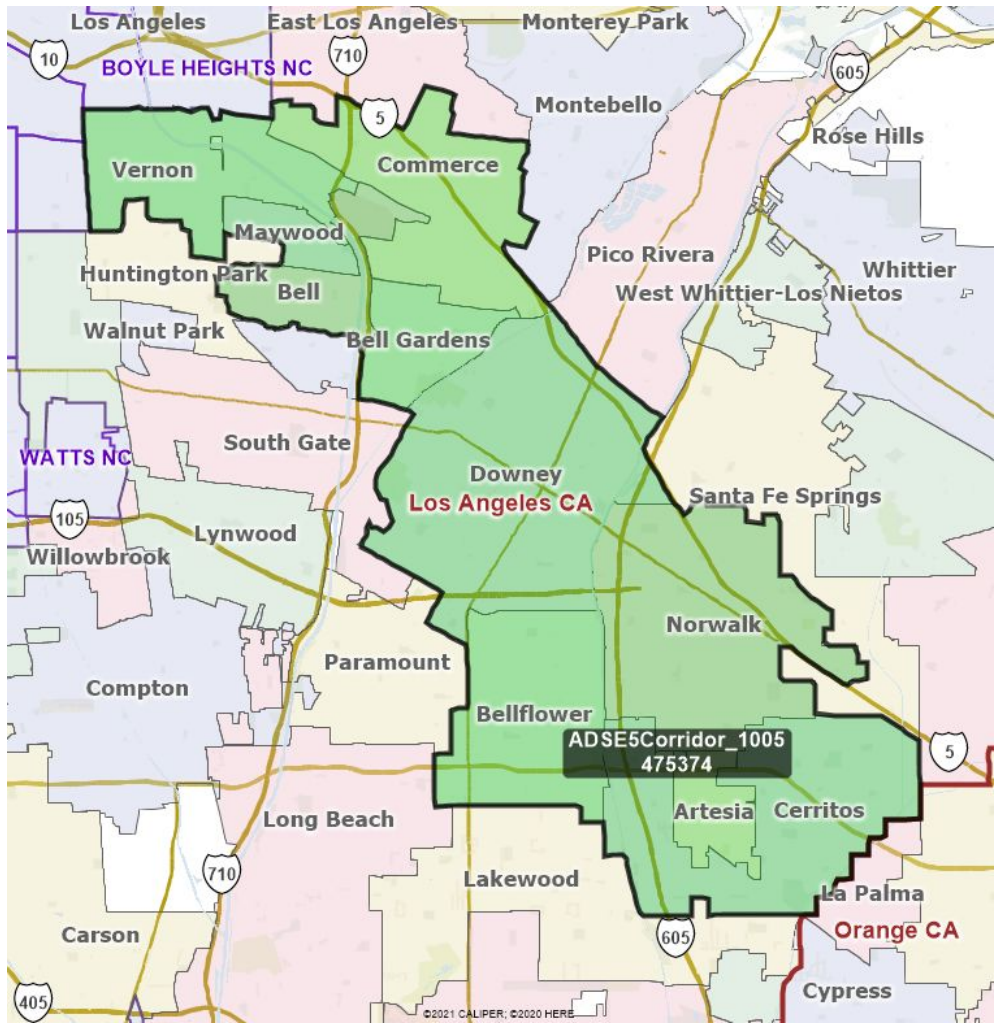 Los Angeles
East Los Angeles
Monterey Park
710
10
605
BOYLE HEIGHTS NC
5
Montebello
Rose Hills
Vernon
Commerce
Maywood
Pico Rivera
Huntington Park
Whittier
Bell
West Whittier-Los Nietos
Walnut Park
Bell Gardens
South Gate
WATTS NC
Downey
Los Angeles CA
Santa Fe Springs
105
Lynwood
Willowbrook
Norwalk
Paramount
Compton
Bellflower
ADSE5Corridor_1005
475374
5
Long Beach
Artesia
Cerritos
710
Lakewood
La Palma
Carson
605
Orange CA
Cypress
405
©2021 CALIPER; ©2020 HERE